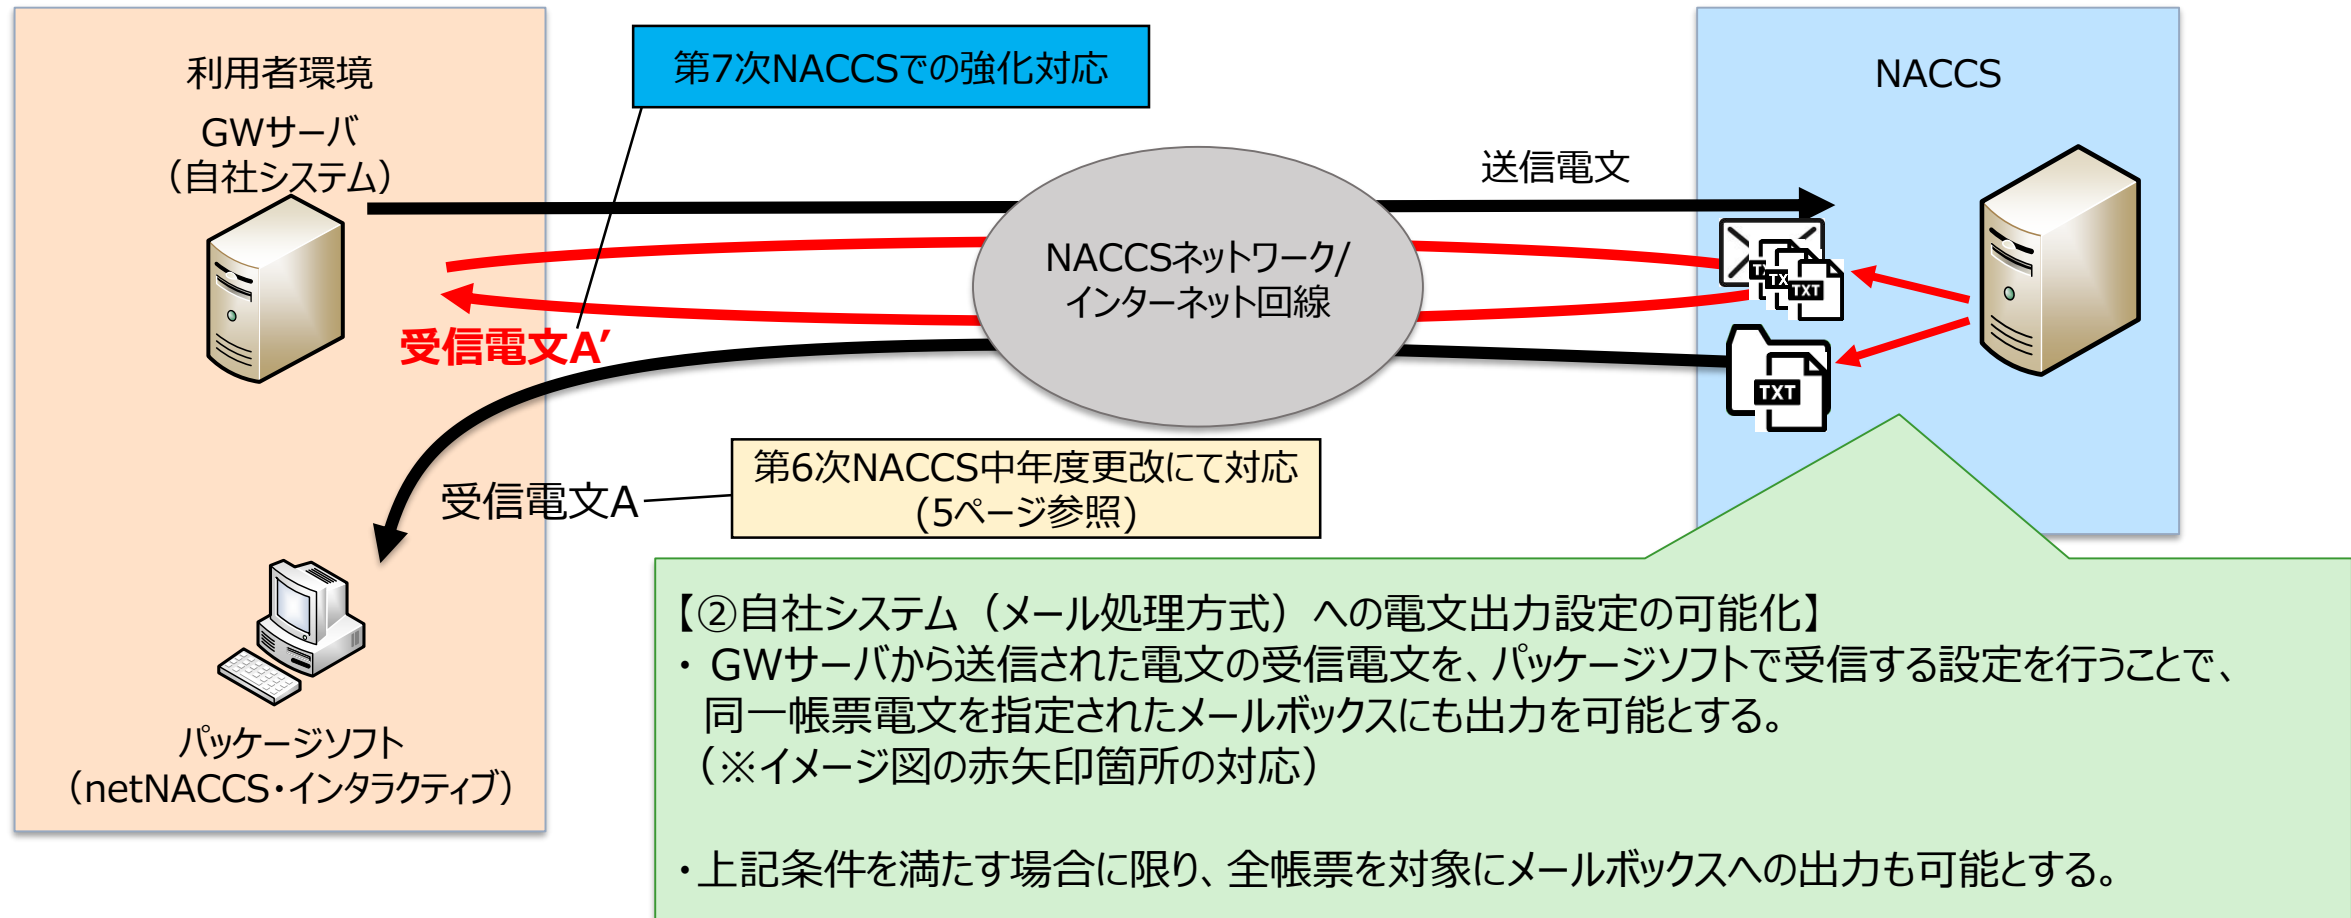 利用者環境
GWサーバ
（自社システム）
第7次NACCSでの強化対応
NACCS
送信電文
NACCSネットワーク/
インターネット回線
TXT
受信電文A’
TXT
受信電文A
第6次NACCS中年度更改にて対応
(5ページ参照)
パッケージソフト
（netNACCS・インタラクティブ）
【②自社システム（メール処理方式）への電文出力設定の可能化】
・ GWサーバから送信された電文の受信電文を、パッケージソフトで受信する設定を行うことで、
同一帳票電文を指定されたメールボックスにも出力を可能とする。
（※イメージ図の赤矢印箇所の対応）
・上記条件を満たす場合に限り、全帳票を対象にメールボックスへの出力も可能とする。